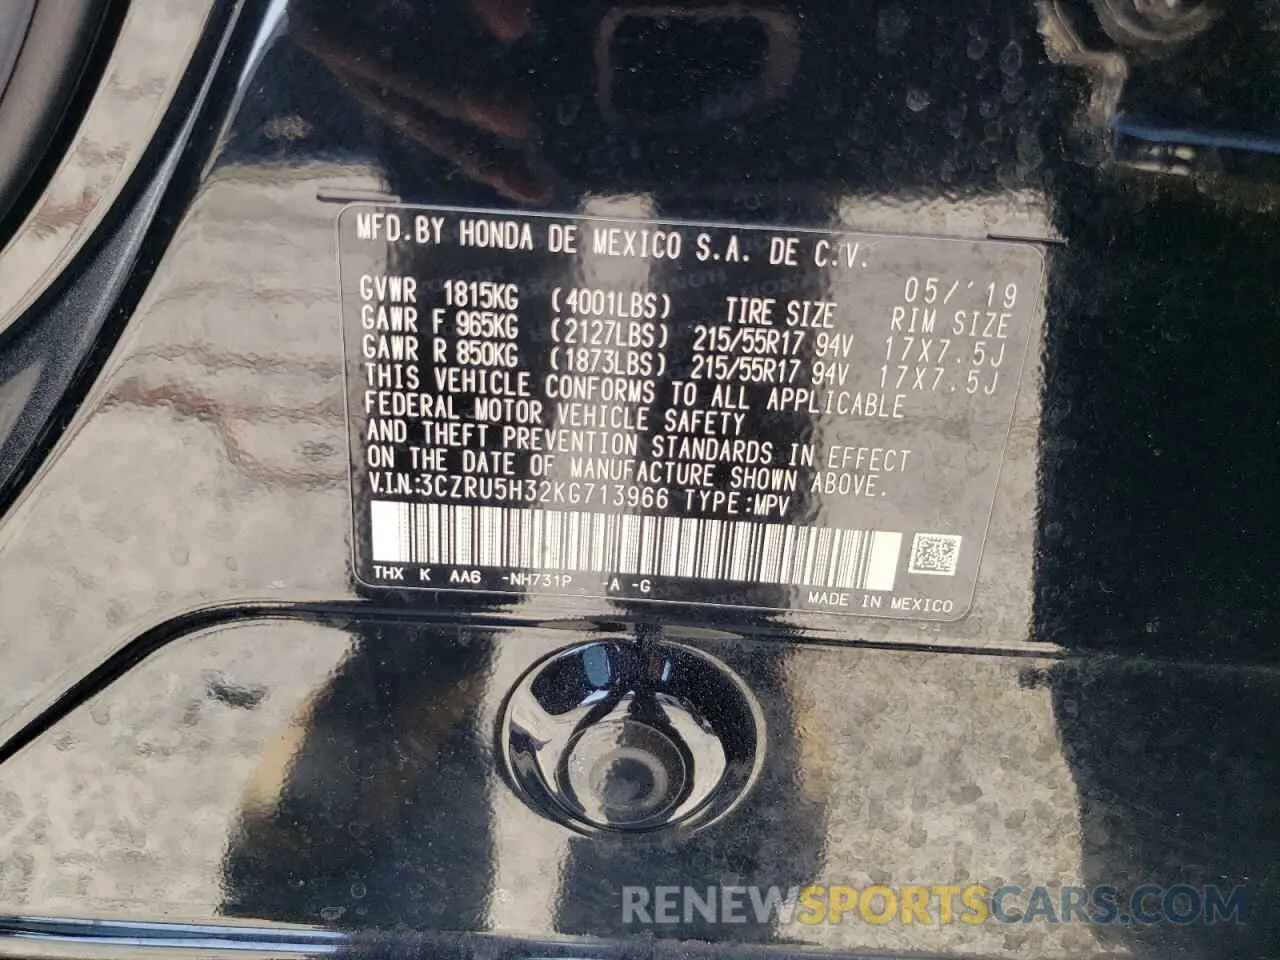 MFD.BY HONDA DE MEXICO S.A. DE C.V.
05/'19
GVWR 1815KG (4001LBS) TIRE SIZE RIM SIZE
GAWR F 965KG (2127LBS) 215/55R17 94V 17X7.5J
GAWR R 850KG (1873LBS) 215/55R17 94V 17X7.5J
THIS VEHICLE CONFORMS TO ALL APPLICABLE
FEDERAL MOTOR VEHICLE SAFETY
AND THEFT PREVENTION STANDARDS IN EFFECT
ON THE DATE OF MANUFACTURE SHOWN ABOVE.
V.I.N.:3CZRU5H32KG713966 TYPE:MPV
THX K AA6 -NH731P -A -G
MADE IN MEXICO
RENEWSPORTSCARS.COM